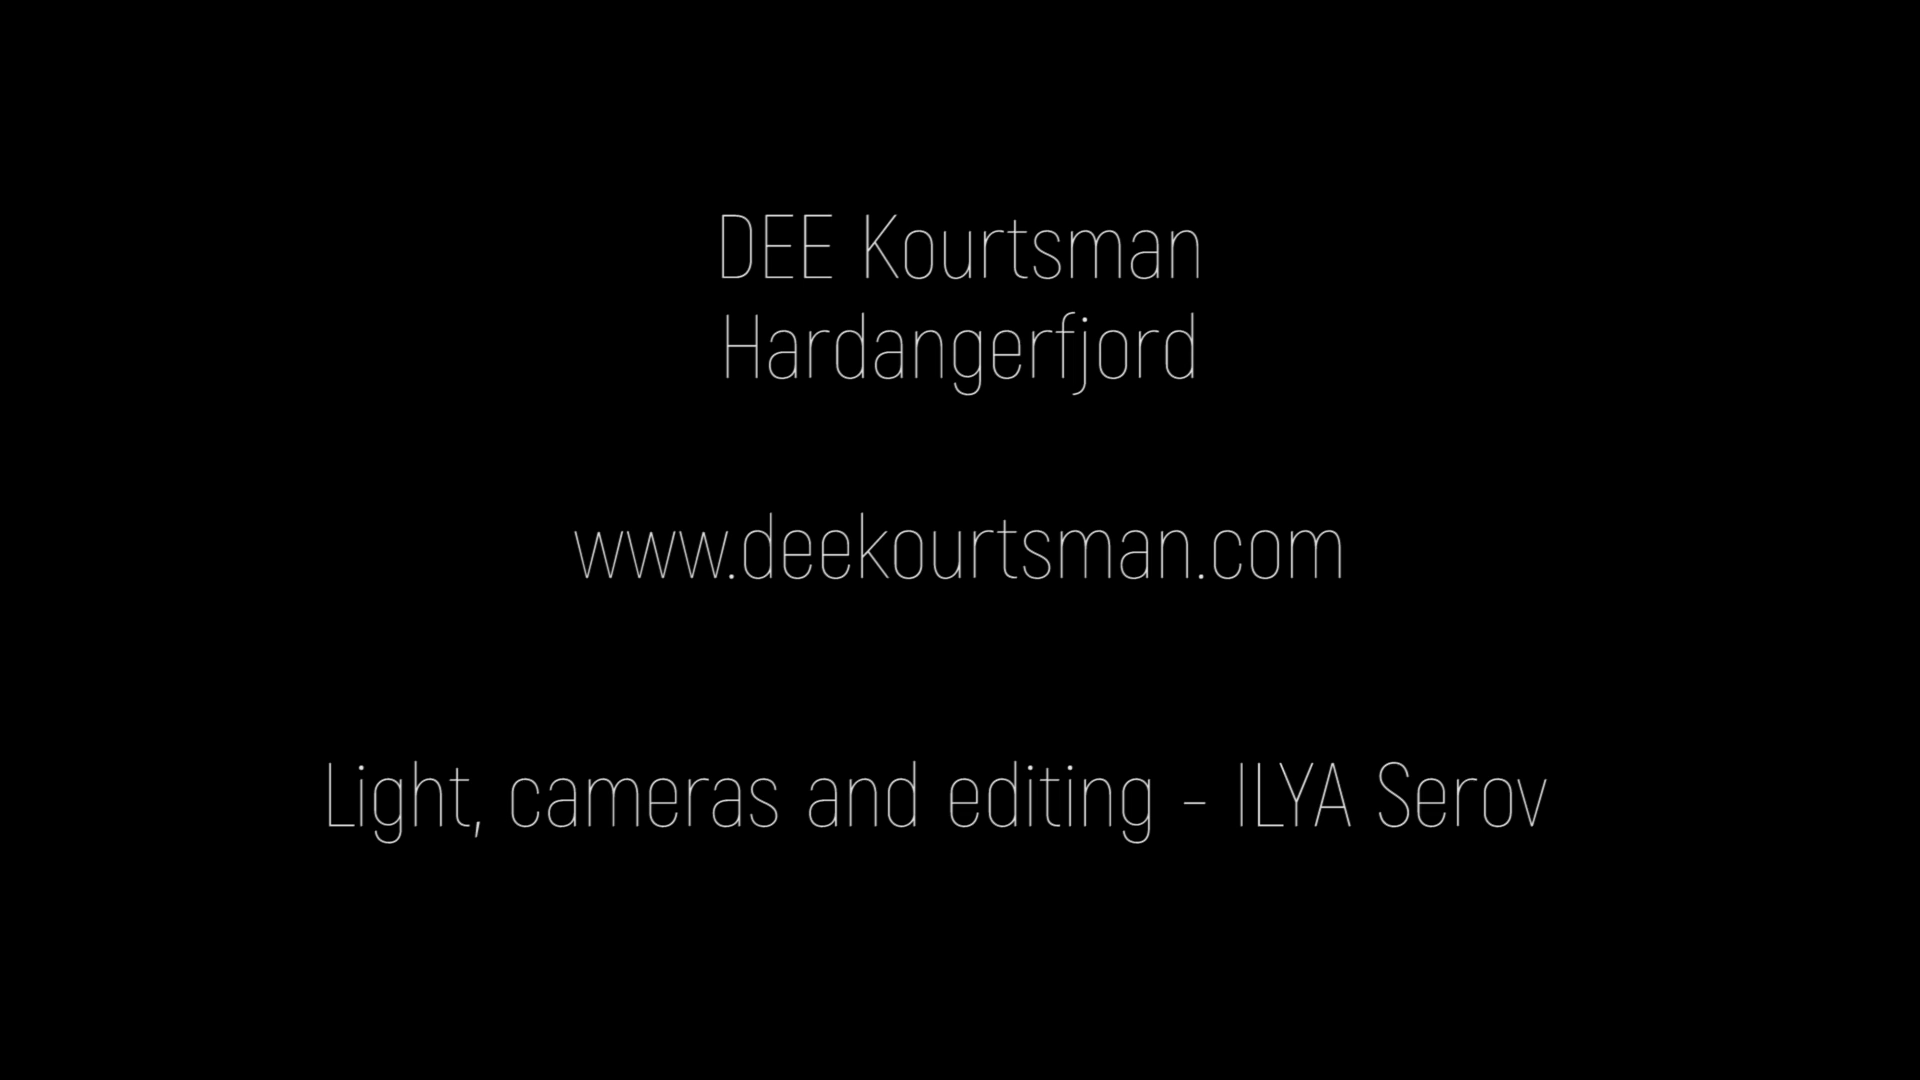 DEE Kourtsman
Hardangerfjord
www.deekourtsman.com
Light, cameras and editing - ILYA Serov